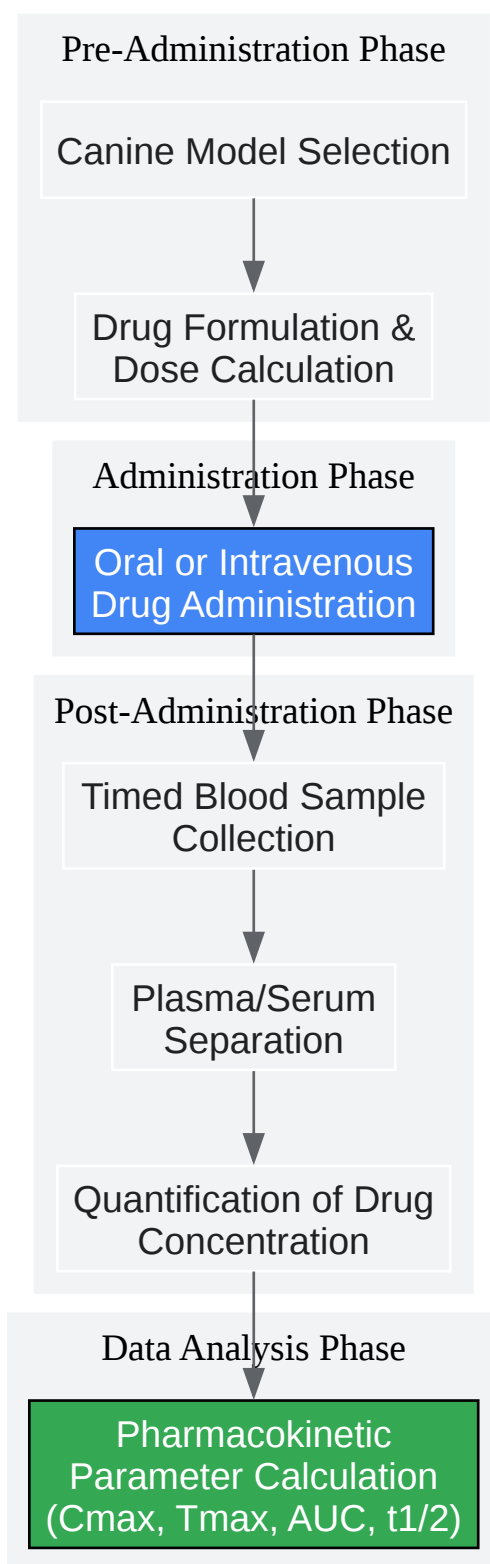 Pre-Administration Phase
Canine Model Selection
Drug Formulation &
Dose Calculation
Administration Phase
Oral or Intravenous
Drug Administration
Post-Administration Phase
Timed Blood Sample
Collection
Plasma/Serum
Separation
Quantification of Drug
Concentration
Data Analysis Phase
Pharmacokinetic
Parameter Calculation
(Cmax, Tmax, AUC, t1/2)